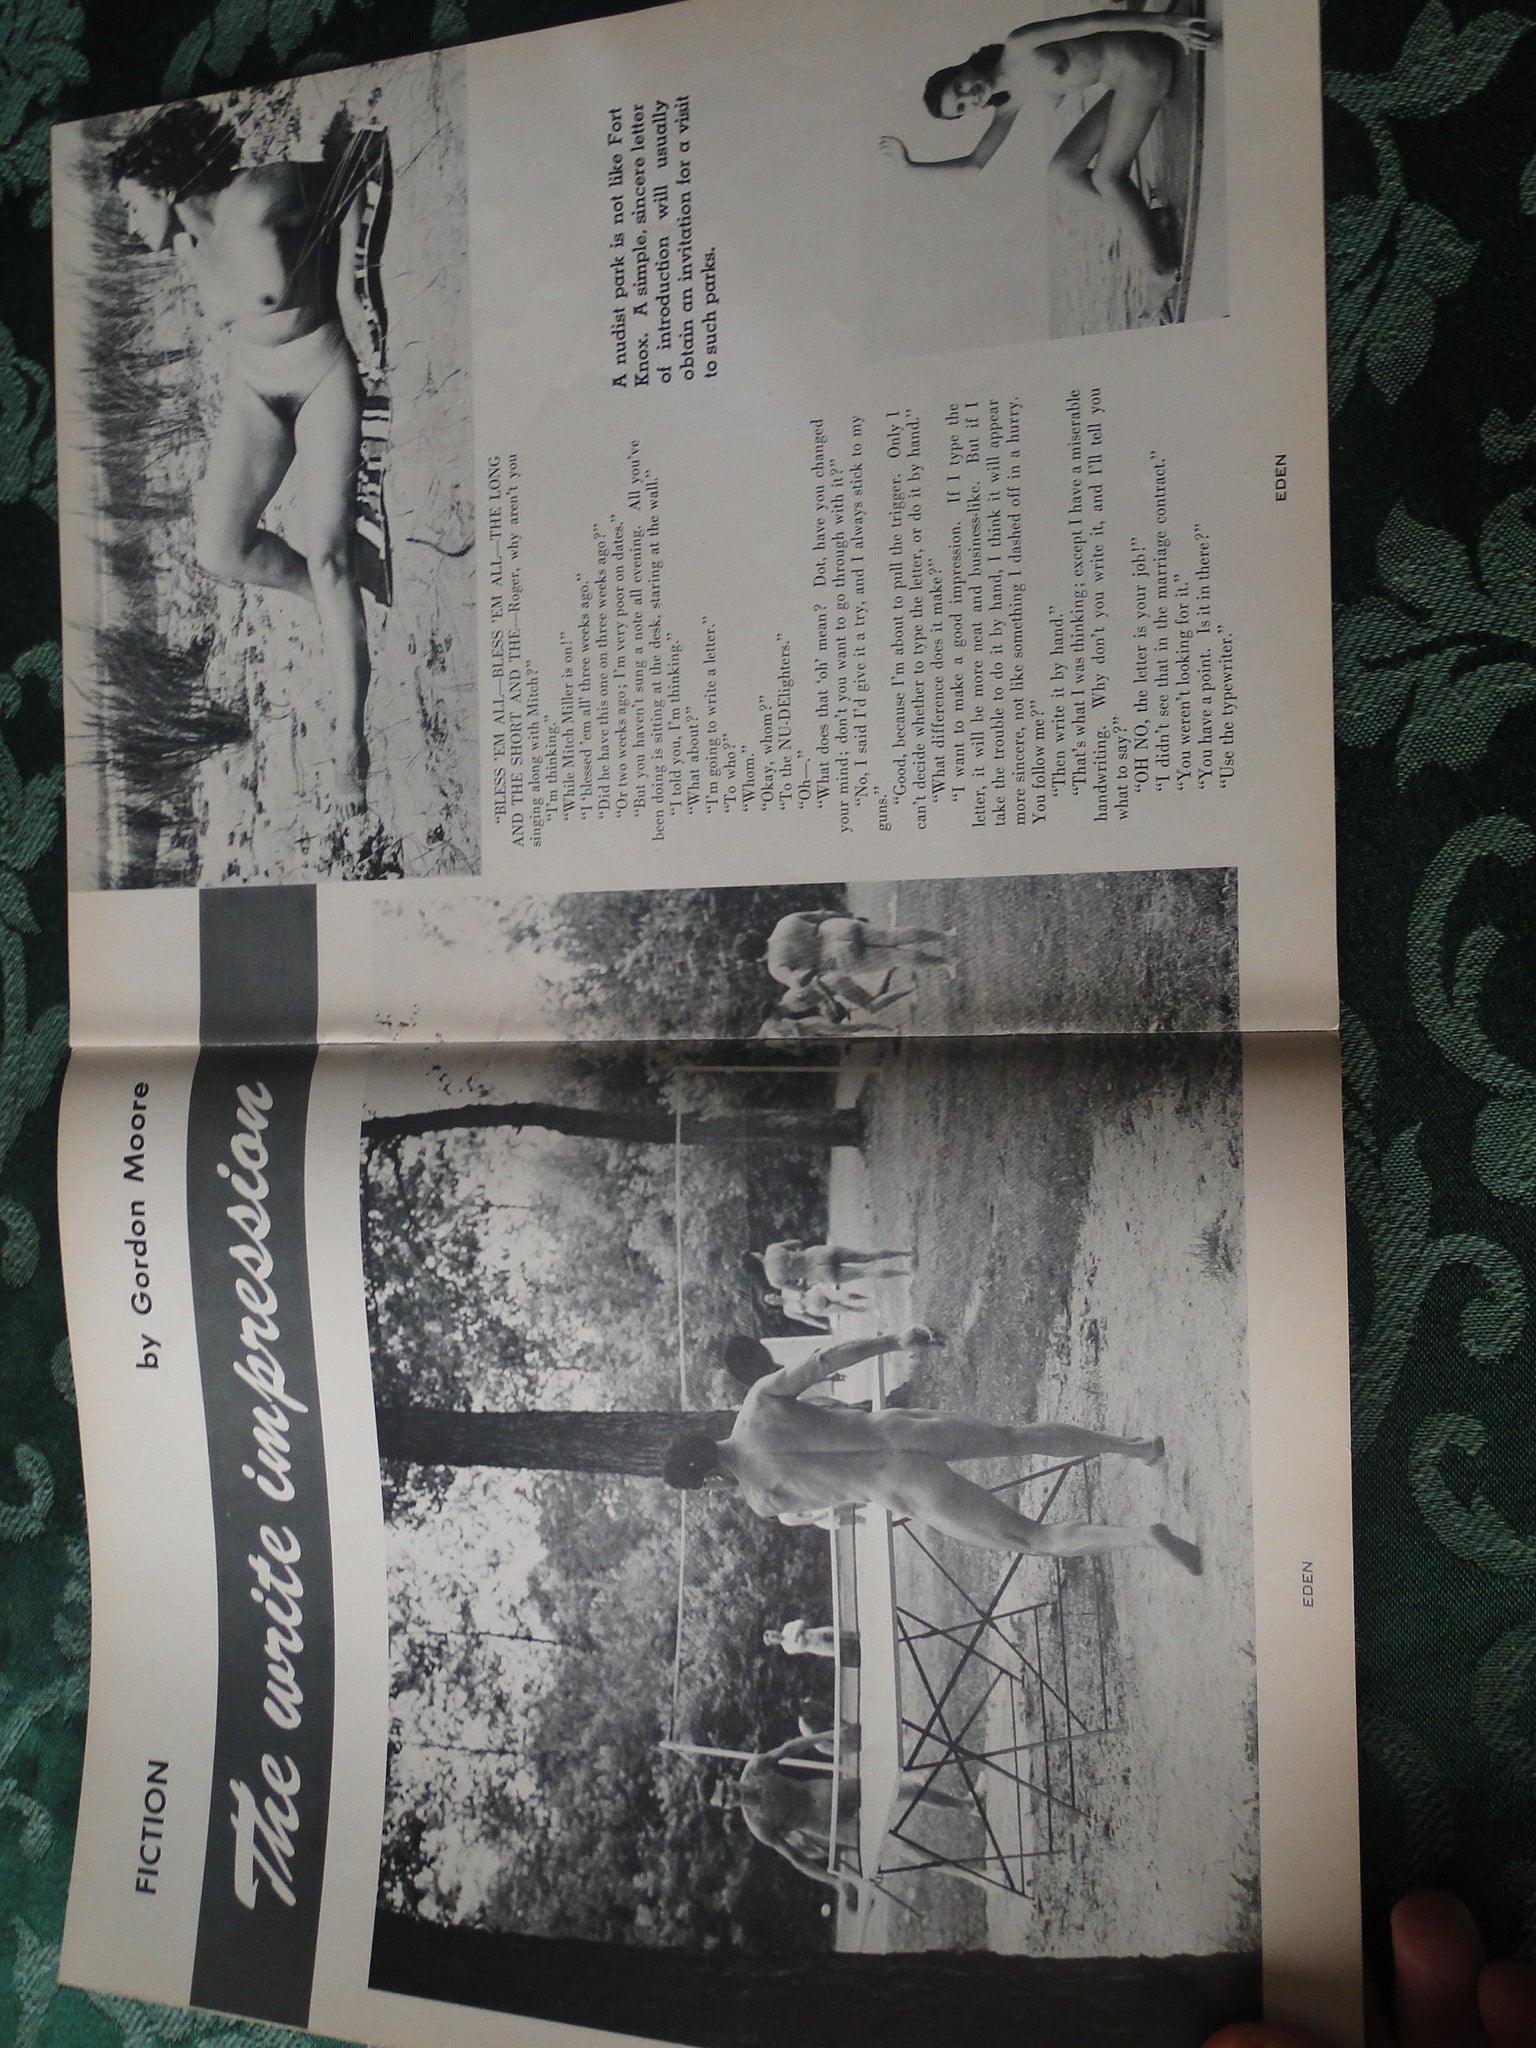 FICTION
by Gordon Moore
The write impression
EDEN
"BLESS 'EM ALL—BLESS 'EM ALL—THE LONG
AND THE SHORT AND THE—Roger, why aren't you
singing along with Mitch?"
"I'm thinking."
"While Mitch Miller is on!"
"I 'blessed 'em all' three weeks ago."
"Did he have this one on three weeks ago?"
"Or two weeks ago; I'm very poor on dates."
"But you haven't sung a note all evening. All you've
been doing is sitting at the desk, staring at the wall."
"I told you, I'm thinking."
"What about?"
"I'm going to write a letter."
"To who?"
"Whom."
"Okay, whom?"
"To the NU-DElighters."
"Oh—."
"What does that 'oh' mean? Dot, have you changed
your mind; don't you want to go through with it?"
"No, I said I'd give it a try, and I always stick to my
guns."
"Good, because I'm about to pull the trigger. Only I
can't decide whether to type the letter, or do it by hand."
"What difference does it make?"
"I want to make a good impression. If I type the
letter, it will be more neat and business-like. But if I
take the trouble to do it by hand, I think it will appear
more sincere, not like something I dashed off in a hurry.
You follow me?"
"Then write it by hand."
"That's what I was thinking; except I have a miserable
handwriting. Why don't you write it, and I'll tell you
what to say?"
"OH NO, the letter is your job!"
"I didn't see that in the marriage contract."
"You weren't looking for it."
"You have a point. Is it in there?"
"Use the typewriter."
A nudist park is not like Fort
Knox. A simple, sincere letter
of introduction will usually
obtain an invitation for a visit
to such parks.
EDEN